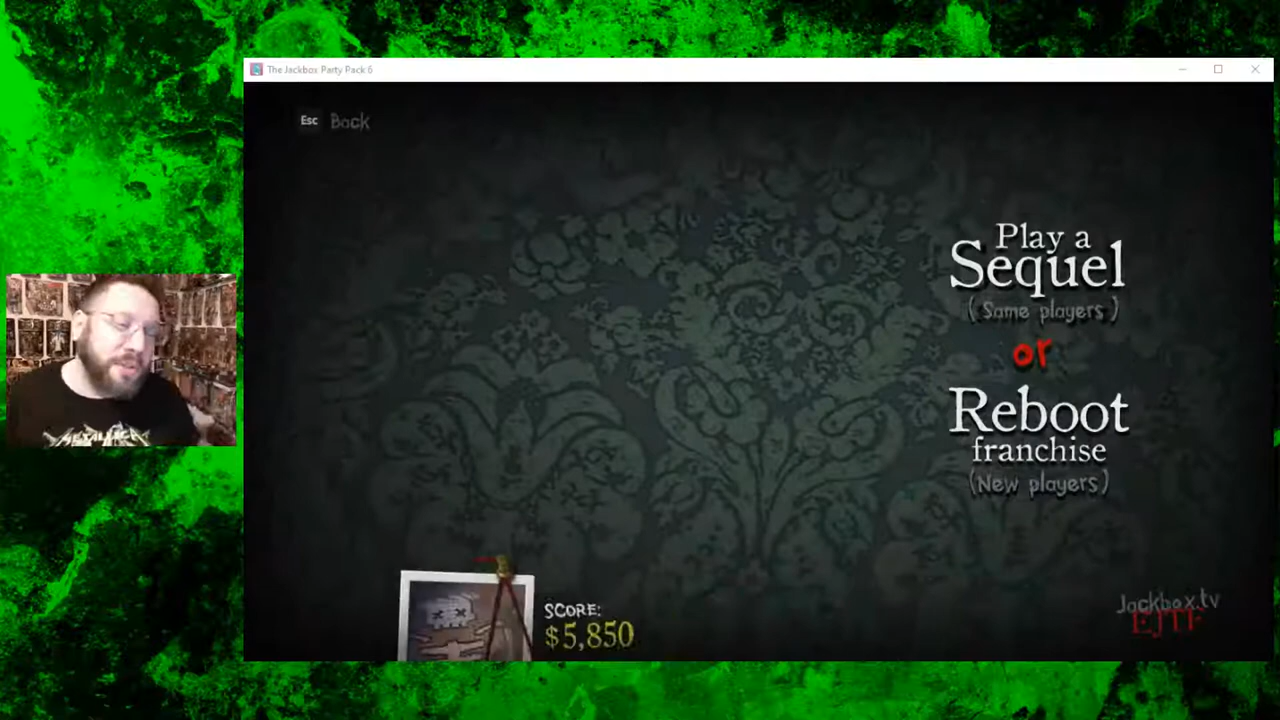 The Jackbox Party Pack 6
Esc Back
Play a
Sequel
(Same players)
or
Reboot
franchise
(New players)
SCORE:
$5,850
Jackbox.tv
EJTF